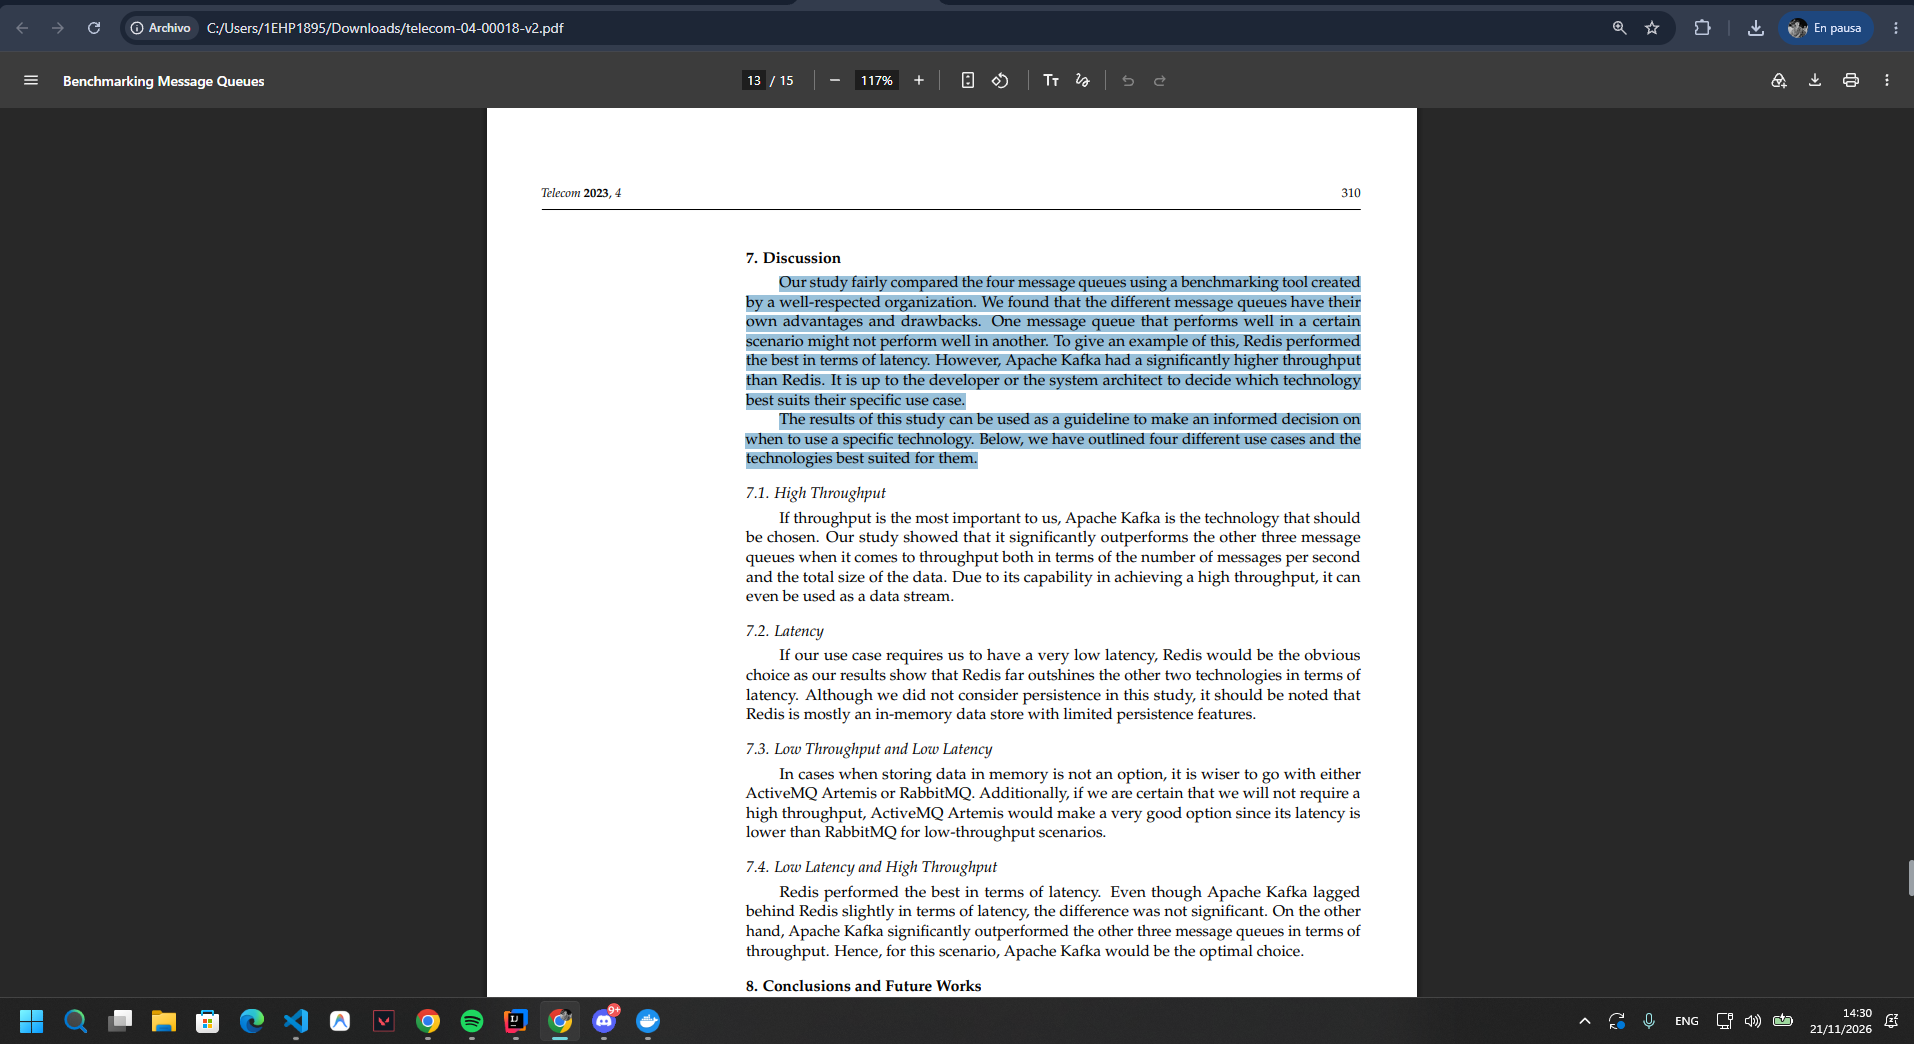 Archivo
C:/Users/1EHP1895/Downloads/telecom-04-00018-v2.pdf
En pausa
Benchmarking Message Queues
13 / 15
117%
Telecom 2023, 4
310
7. Discussion
Our study fairly compared the four message queues using a benchmarking tool created
by a well-respected organization. We found that the different message queues have their
own advantages and drawbacks. One message queue that performs well in a certain
scenario might not perform well in another. To give an example of this, Redis performed
the best in terms of latency. However, Apache Kafka had a significantly higher throughput
than Redis. It is up to the developer or the system architect to decide which technology
best suits their specific use case.
The results of this study can be used as a guideline to make an informed decision on
when to use a specific technology. Below, we have outlined four different use cases and the
technologies best suited for them.
7.1. High Throughput
If throughput is the most important to us, Apache Kafka is the technology that should
be chosen. Our study showed that it significantly outperforms the other three message
queues when it comes to throughput both in terms of the number of messages per second
and the total size of the data. Due to its capability in achieving a high throughput, it can
even be used as a data stream.
7.2. Latency
If our use case requires us to have a very low latency, Redis would be the obvious
choice as our results show that Redis far outshines the other two technologies in terms of
latency. Although we did not consider persistence in this study, it should be noted that
Redis is mostly an in-memory data store with limited persistence features.
7.3. Low Throughput and Low Latency
In cases when storing data in memory is not an option, it is wiser to go with either
ActiveMQ Artemis or RabbitMQ. Additionally, if we are certain that we will not require a
high throughput, ActiveMQ Artemis would make a very good option since its latency is
lower than RabbitMQ for low-throughput scenarios.
7.4. Low Latency and High Throughput
Redis performed the best in terms of latency. Even though Apache Kafka lagged
behind Redis slightly in terms of latency, the difference was not significant. On the other
hand, Apache Kafka significantly outperformed the other three message queues in terms of
throughput. Hence, for this scenario, Apache Kafka would be the optimal choice.
8. Conclusions and Future Works
9+
ENG
14:30
21/11/2026